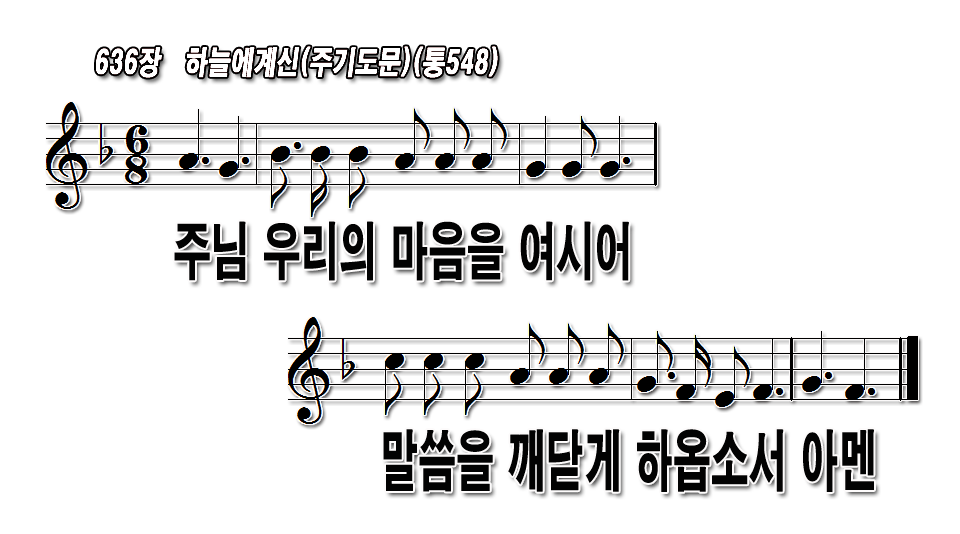 636장 하늘에계신(주기도문)(통548)
6
8
주님 우리의 마음을 여시어
말씀을 깨닫게 하옵소서 아멘